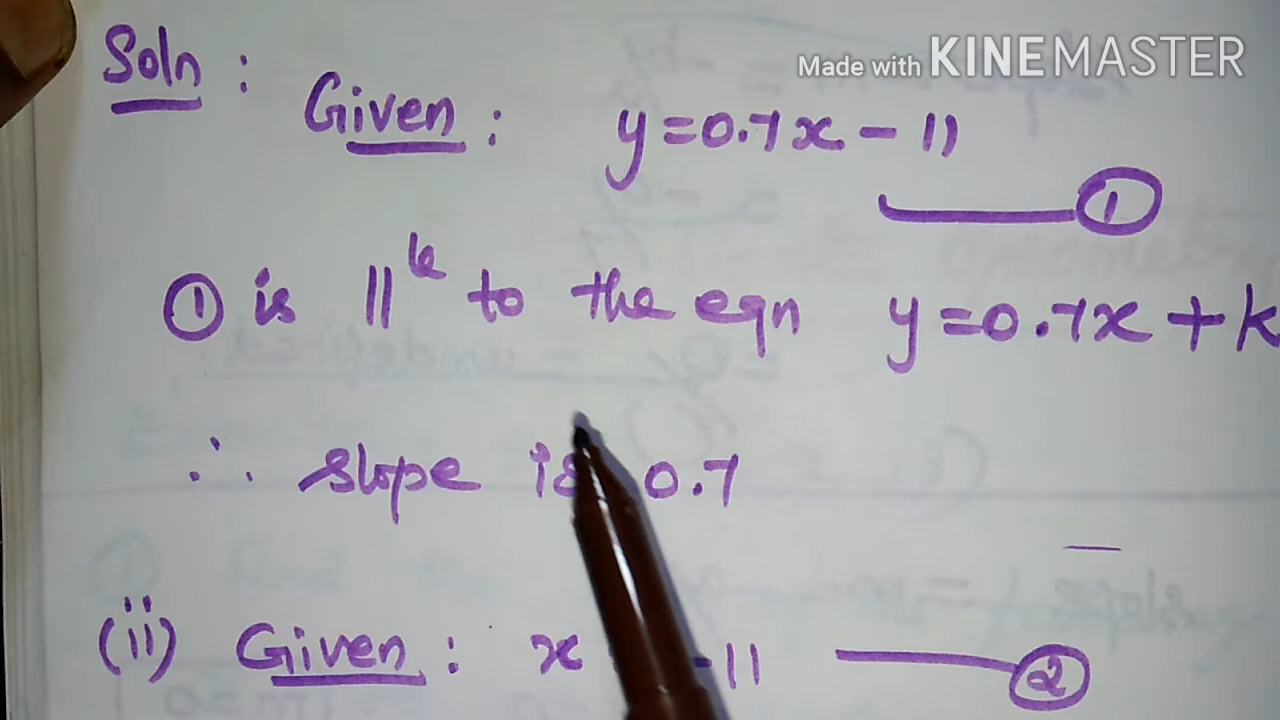 Made with KINEMASTER
Soln :
Given : y=0.7x - 11
1
① is ||k to the eqn y=0.7x+k
∴ slope is 0.7
(ii) Given : x -11 ②